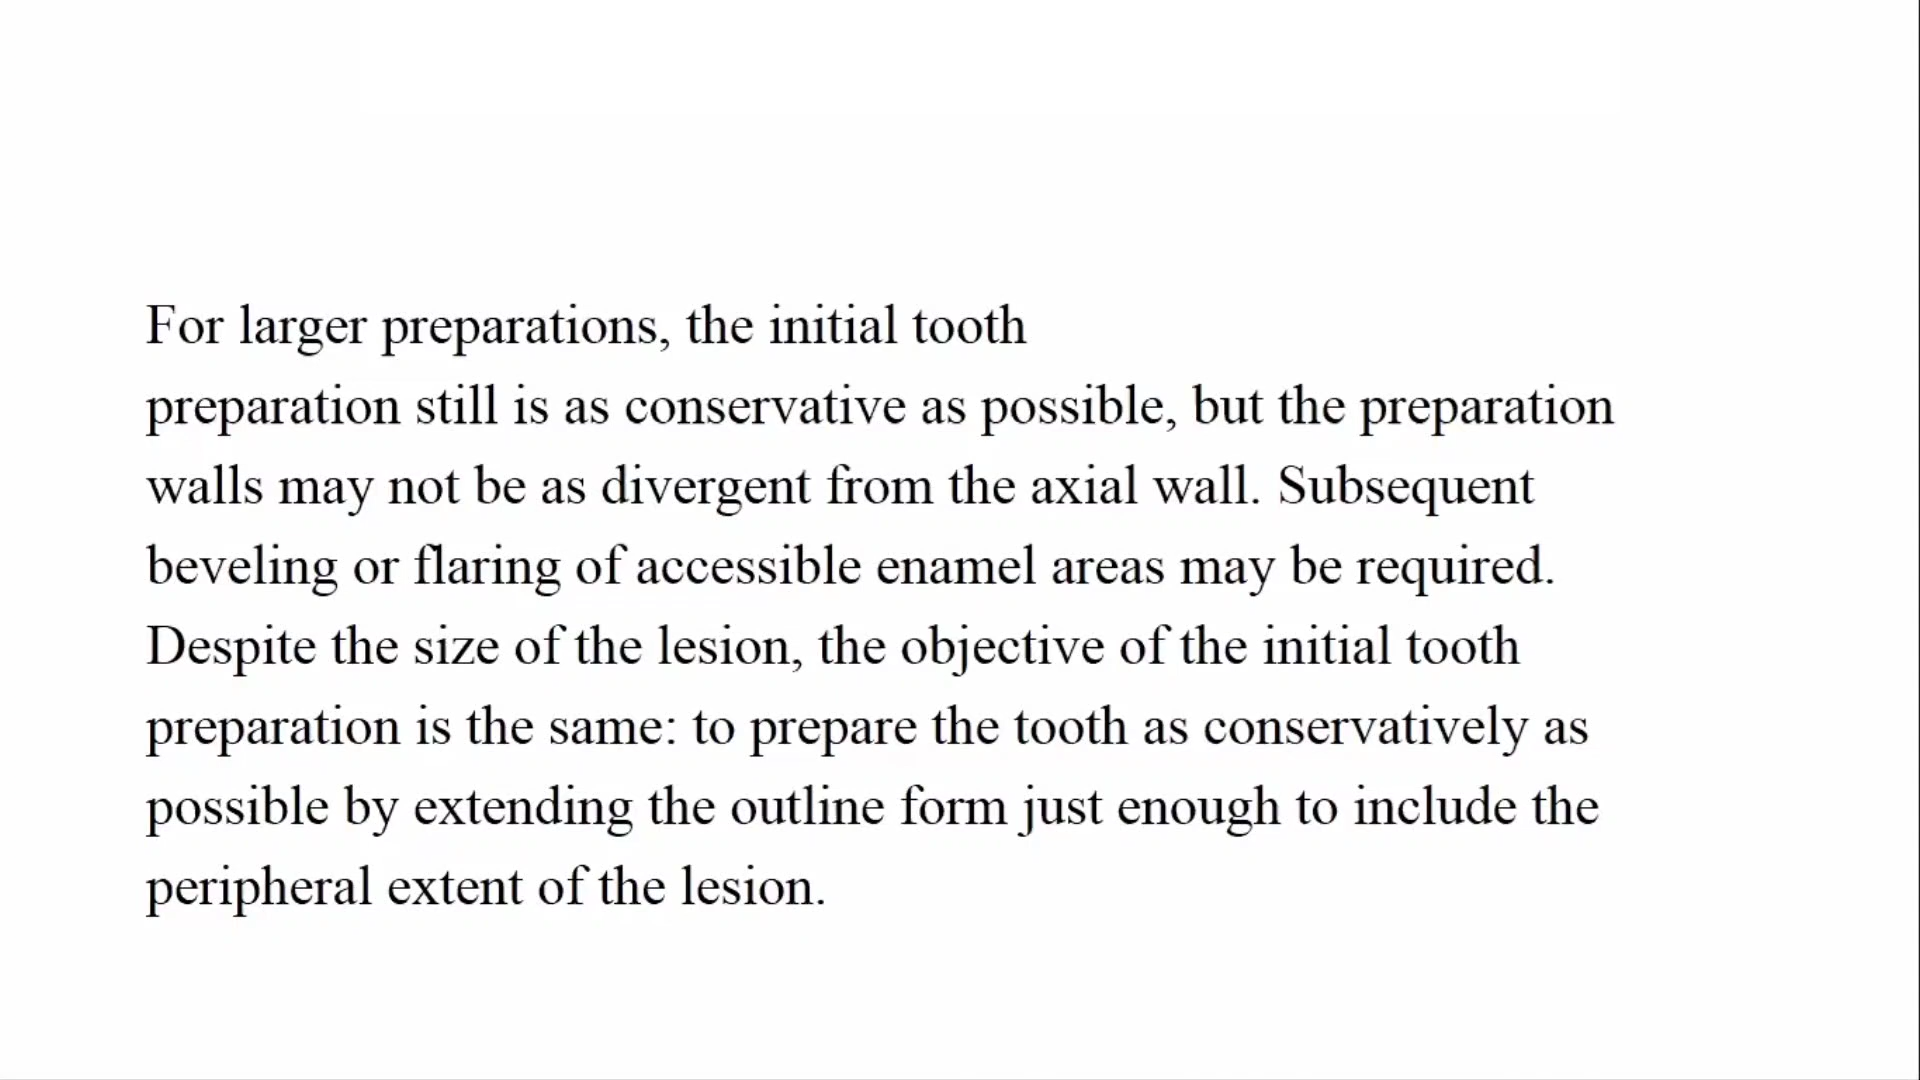 For larger preparations, the initial tooth
preparation still is as conservative as possible, but the preparation
walls may not be as divergent from the axial wall. Subsequent
beveling or flaring of accessible enamel areas may be required.
Despite the size of the lesion, the objective of the initial tooth
preparation is the same: to prepare the tooth as conservatively as
possible by extending the outline form just enough to include the
peripheral extent of the lesion.